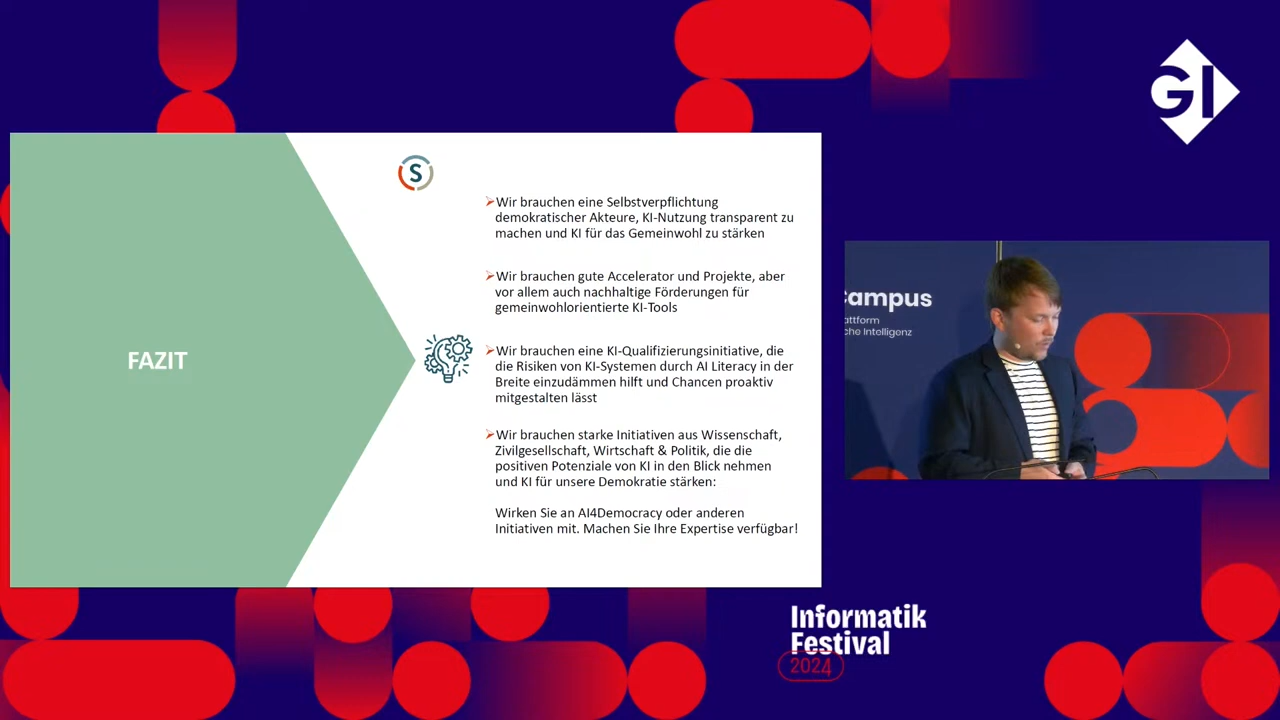 GI
S
➢Wir brauchen eine Selbstverpflichtung
demokratischer Akteure, KI-Nutzung transparent zu
machen und KI für das Gemeinwohl zu stärken
➢Wir brauchen gute Accelerator und Projekte, aber
vor allem auch nachhaltige Förderungen für
gemeinwohlorientierte KI-Tools
FAZIT
➢Wir brauchen eine KI-Qualifizierungsinitiative, die
die Risiken von KI-Systemen durch AI Literacy in der
Breite einzudämmen hilft und Chancen proaktiv
mitgestalten lässt
➢Wir brauchen starke Initiativen aus Wissenschaft,
Zivilgesellschaft, Wirtschaft & Politik, die die
positiven Potenziale von KI in den Blick nehmen
und KI für unsere Demokratie stärken:
Wirken Sie an AI4Democracy oder anderen
Initiativen mit. Machen Sie Ihre Expertise verfügbar!
Campus
attform
che Intelligenz
Informatik
Festival
2024